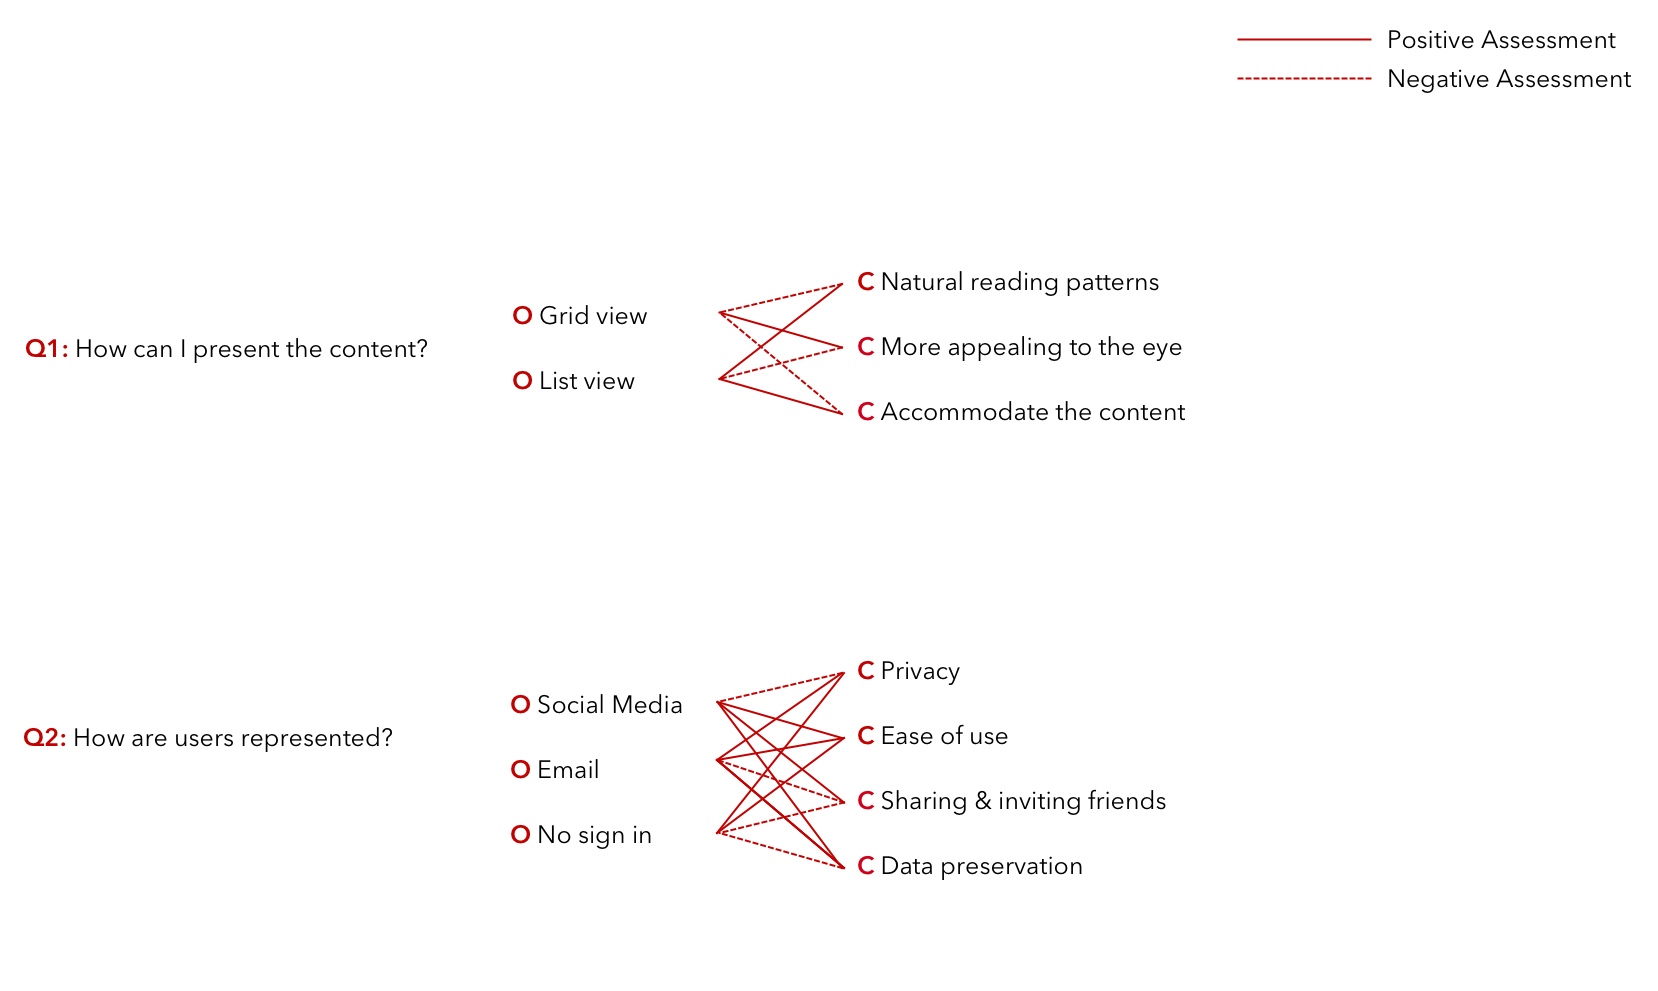 Positive Assessment
Negative Assessment
C Natural reading patterns
O Grid view
Q1: How can I present the content?
C More appealing to the eye
O List view
C Accommodate the content
C Privacy
O Social Media
Q2: How are users represented?
C Ease of use
O Email
C Sharing & inviting friends
O No sign in
C Data preservation